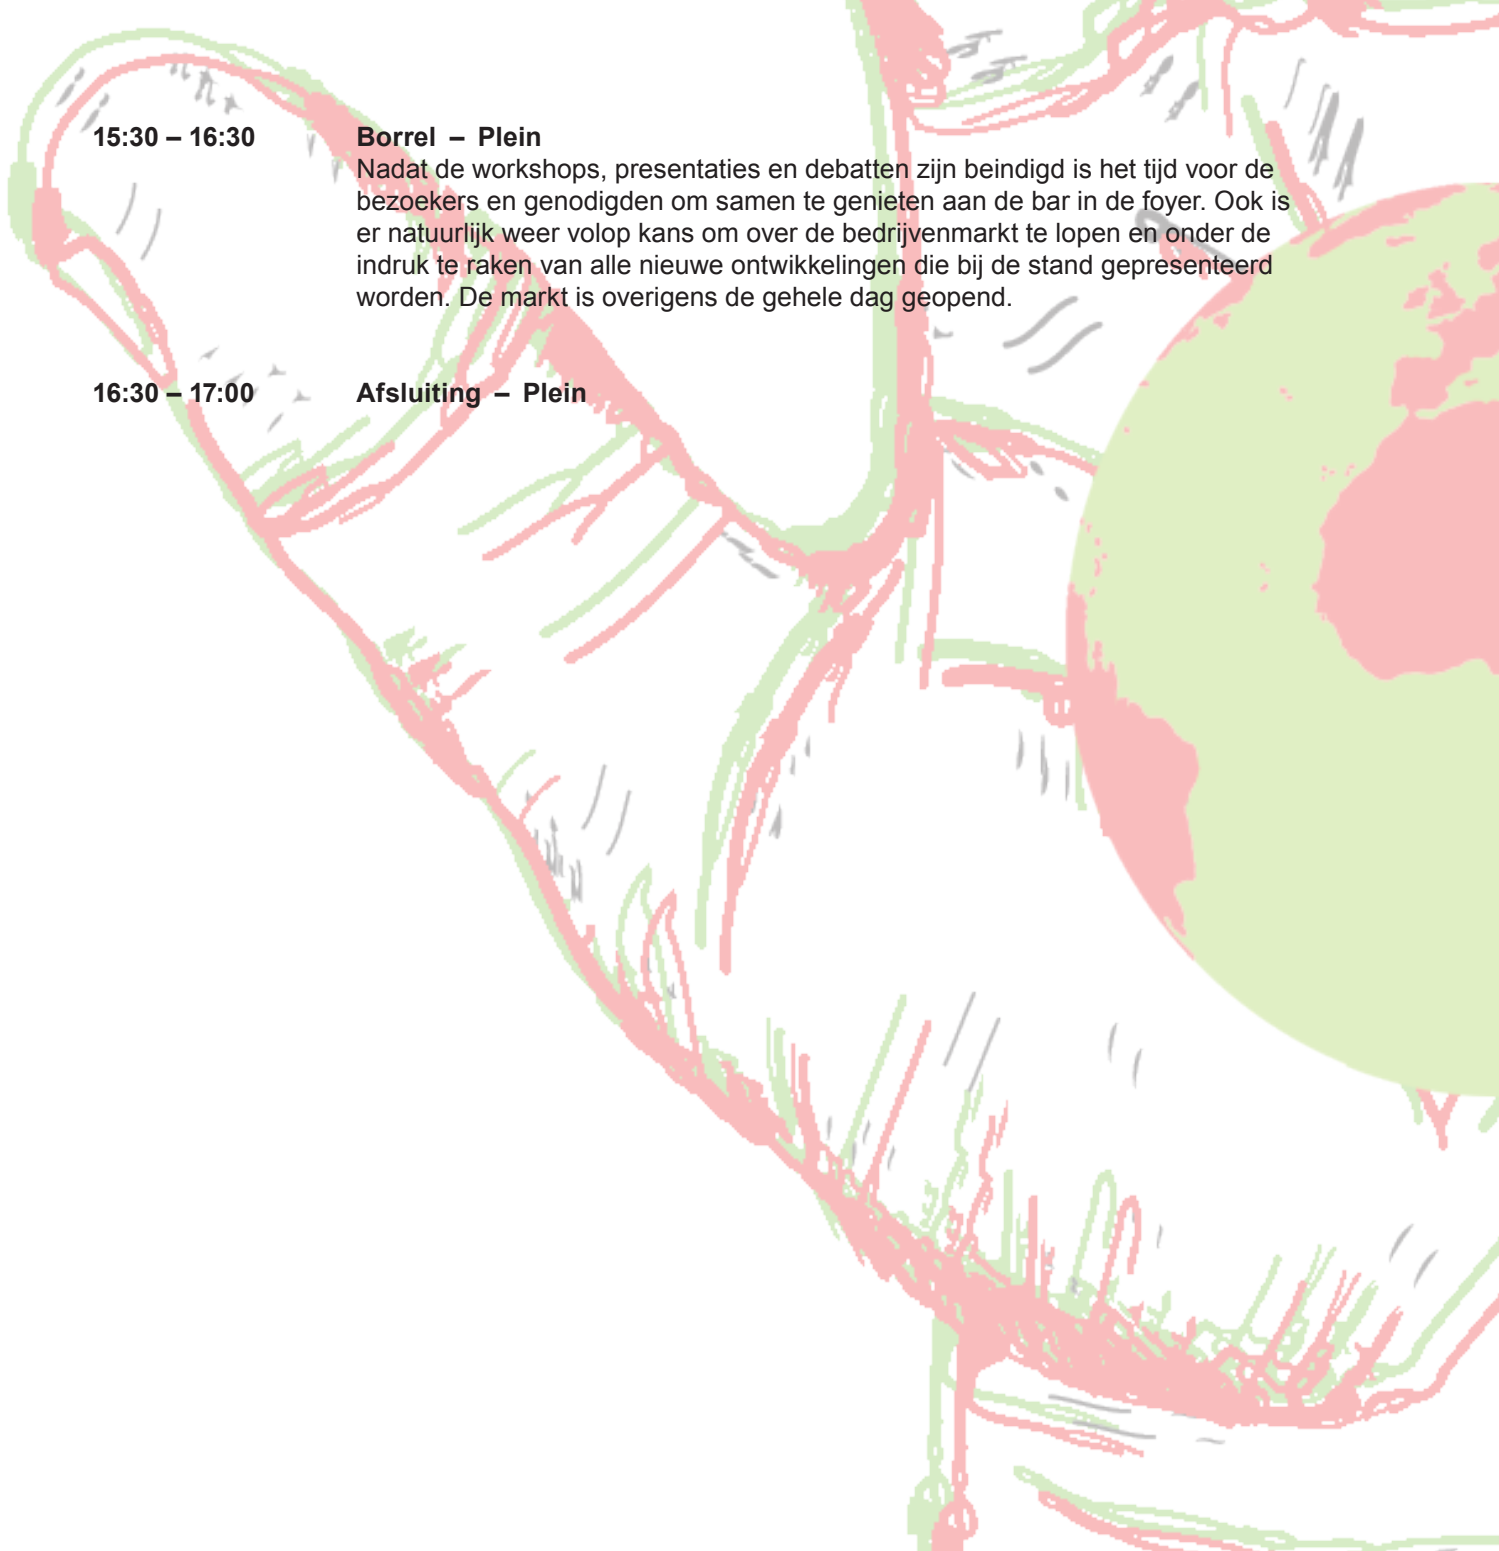 15:30 – 16:30 Borrel – Plein
Nadat de workshops, presentaties en debatten zijn beindigd is het tijd voor de
bezoekers en genodigden om samen te genieten aan de bar in de foyer. Ook is
er natuurlijk weer volop kans om over de bedrijvenmarkt te lopen en onder de
indruk te raken van alle nieuwe ontwikkelingen die bij de stand gepresenteerd
worden. De markt is overigens de gehele dag geopend.
16:30 – 17:00 Afsluiting – Plein